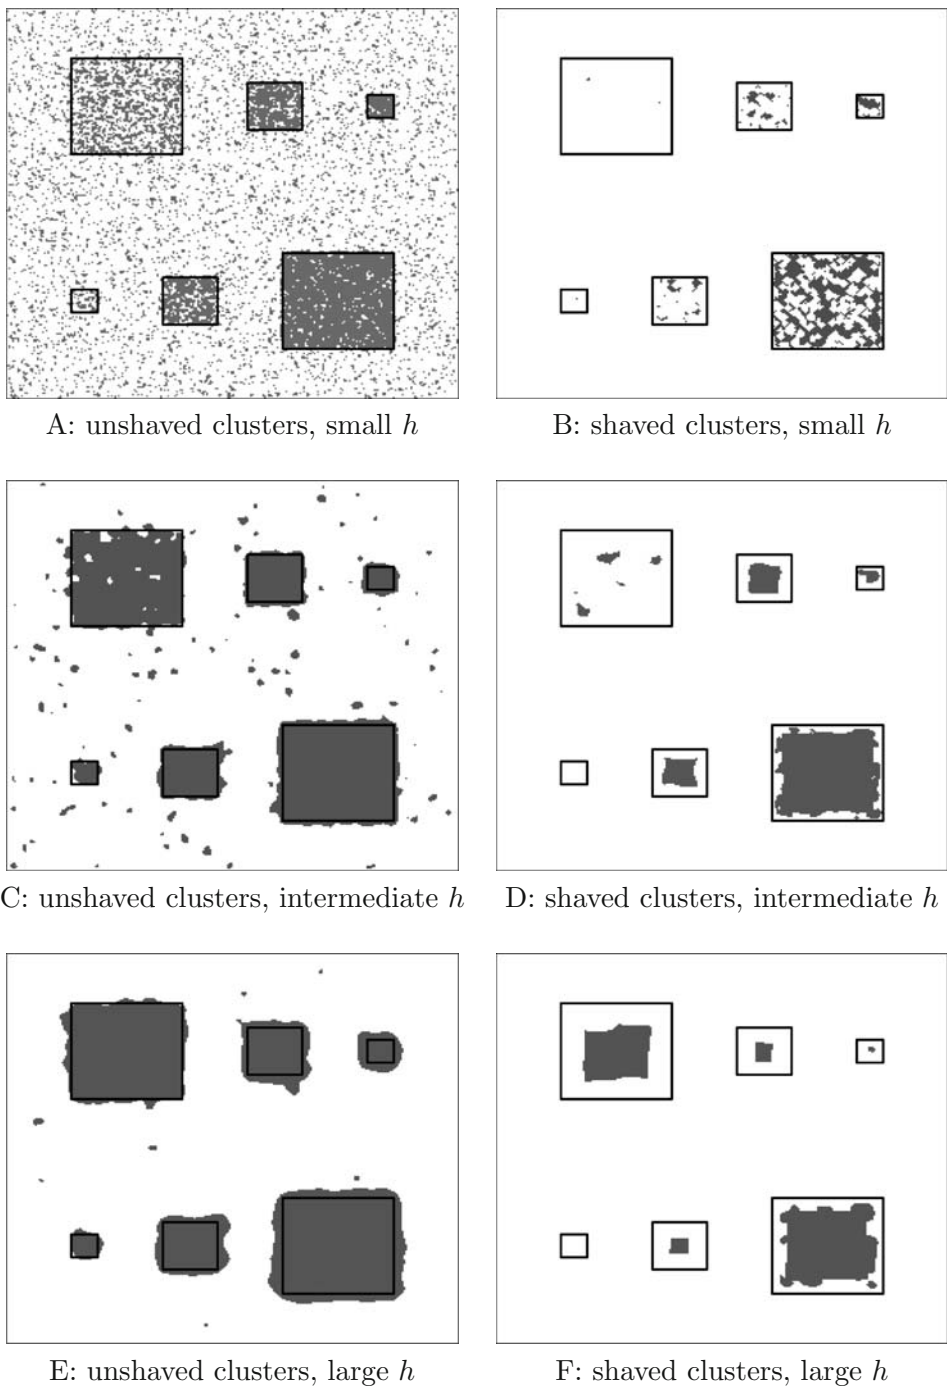 A: unshaved clusters, small h
B: shaved clusters, small h
C: unshaved clusters, intermediate h
D: shaved clusters, intermediate h
E: unshaved clusters, large h
F: shaved clusters, large h